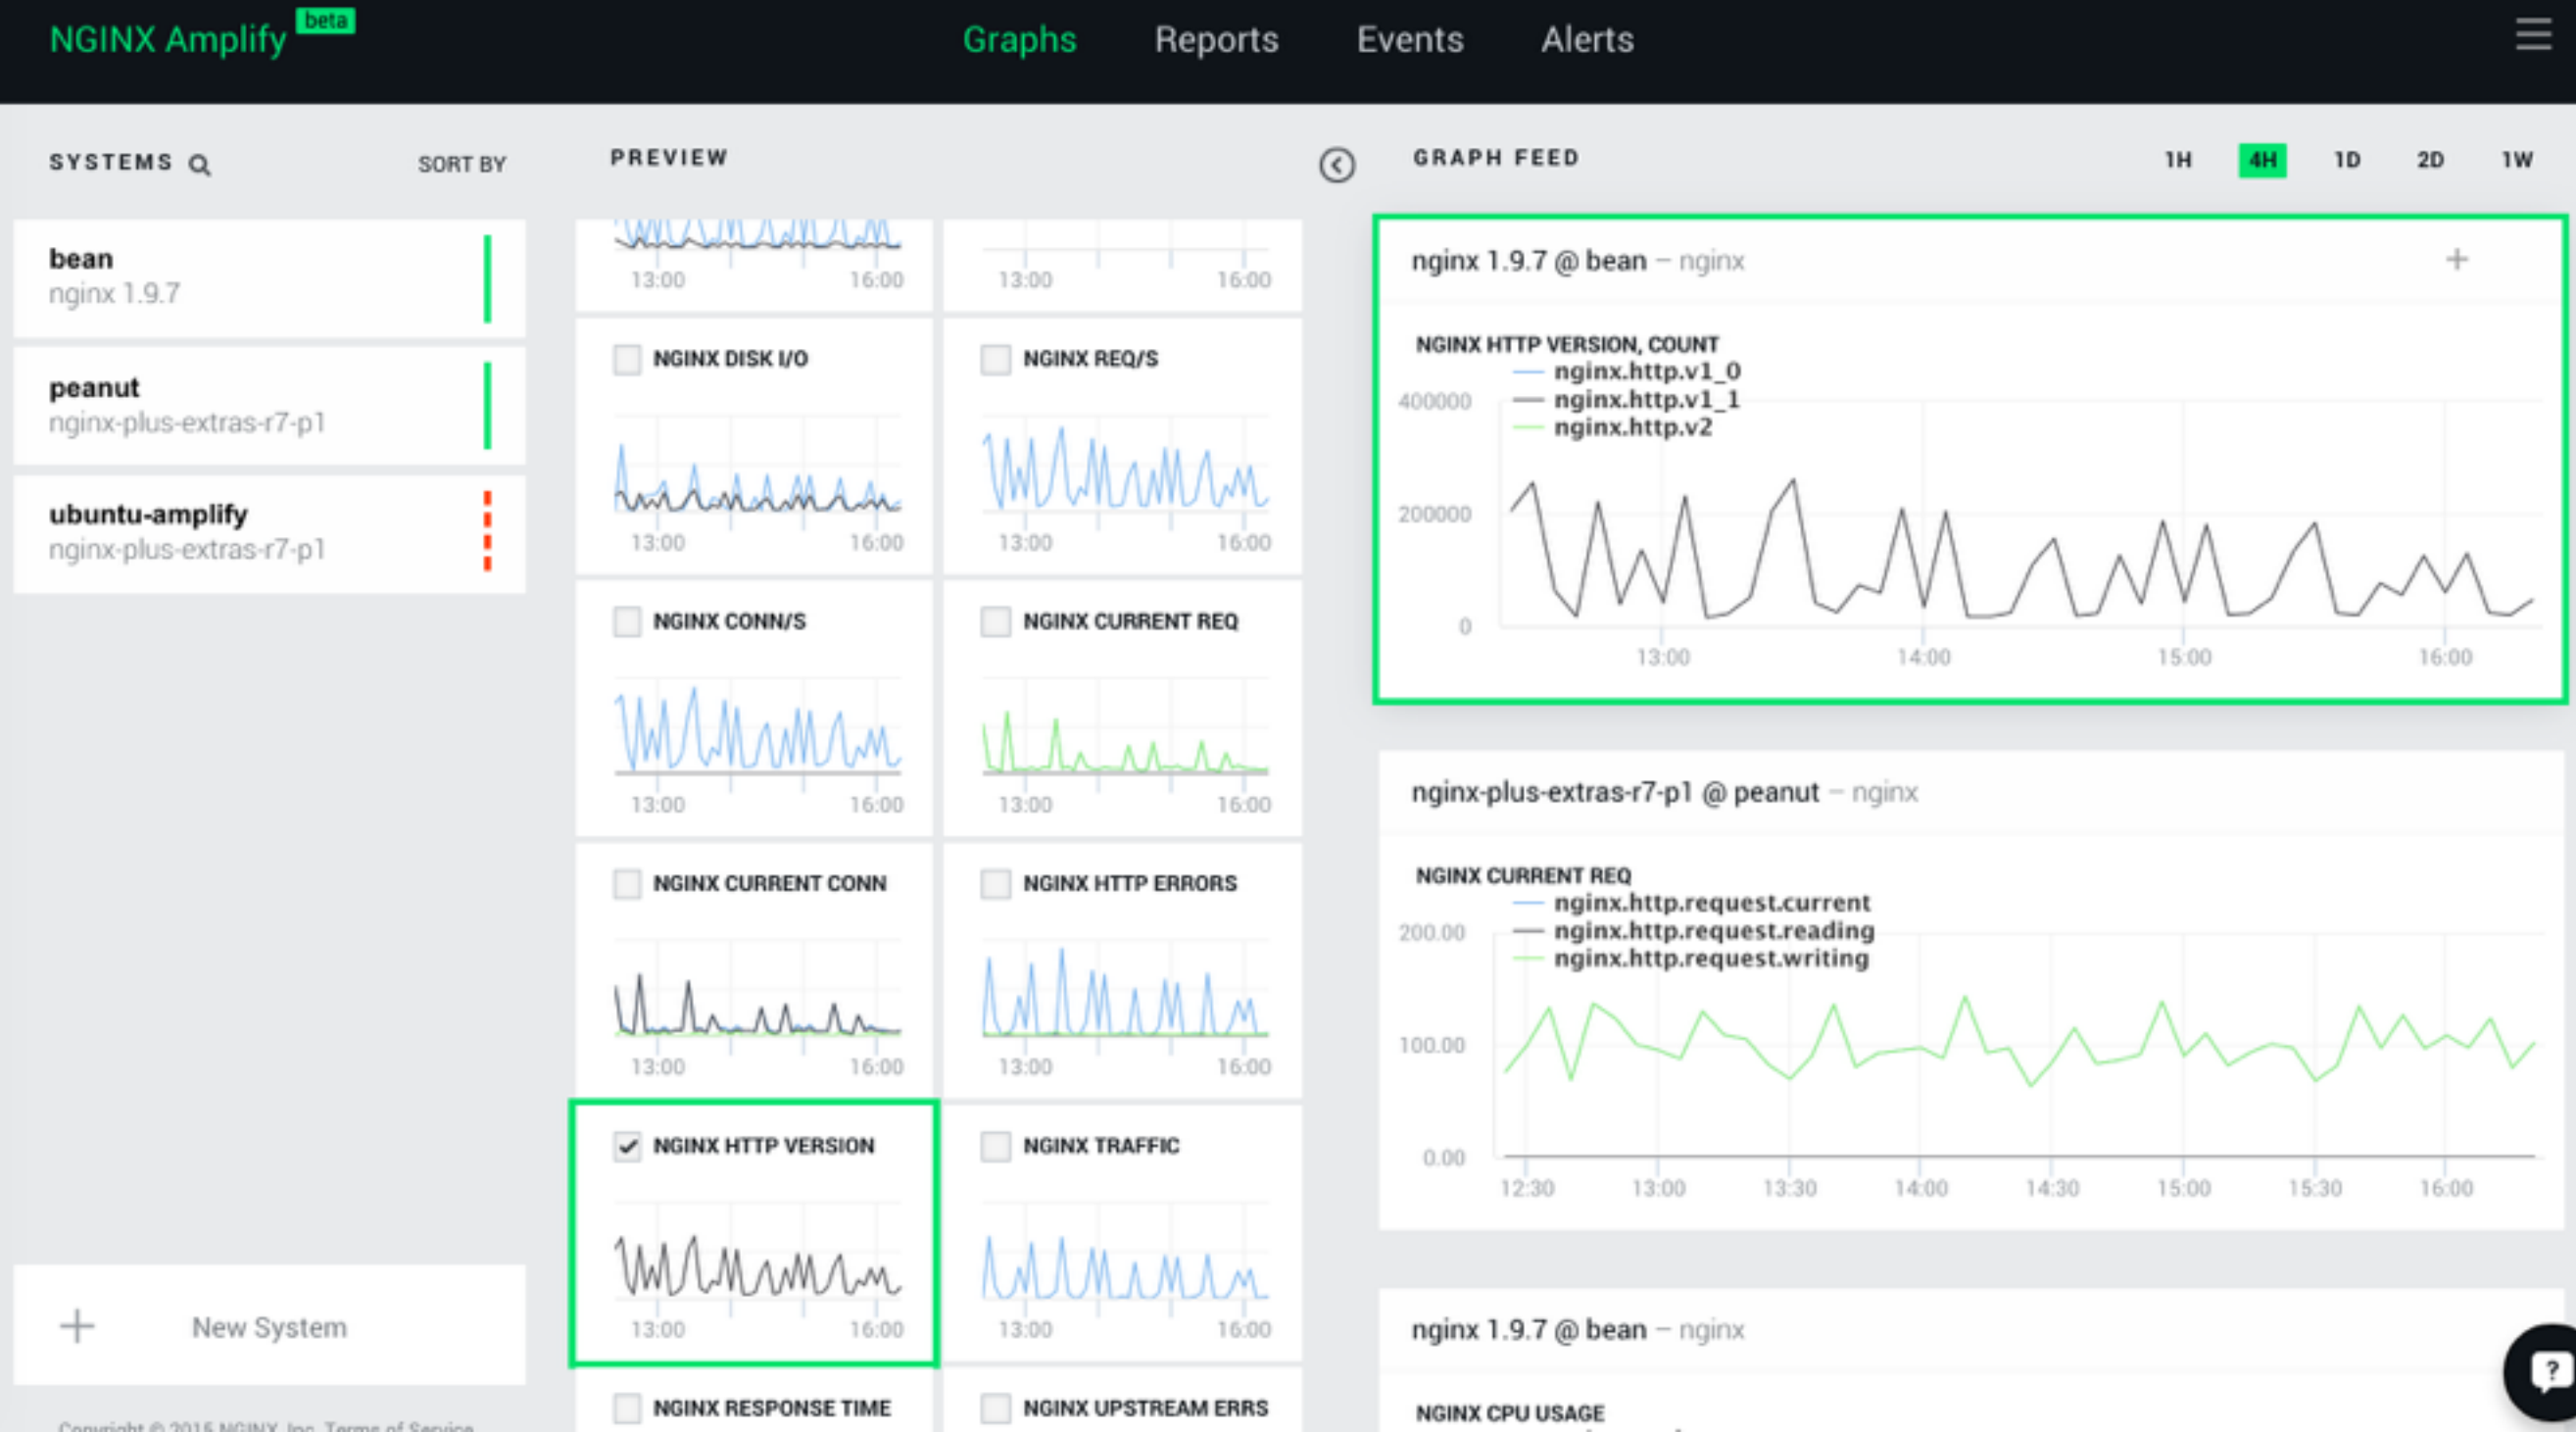 NGINX Amplify beta
Graphs Reports Events Alerts
SYSTEMS SORT BY
bean
nginx 1.9.7
peanut
nginx-plus-extras-r7-p1
ubuntu-amplify
nginx-plus-extras-r7-p1
New System
Copyright © 2015 NGINX, Inc. Terms of Service
PREVIEW
13:00 16:00
13:00 16:00
NGINX DISK I/O
13:00 16:00
NGINX REQ/S
13:00 16:00
NGINX CONN/S
13:00 16:00
NGINX CURRENT REQ
13:00 16:00
NGINX CURRENT CONN
13:00 16:00
NGINX HTTP ERRORS
13:00 16:00
NGINX HTTP VERSION
13:00 16:00
NGINX TRAFFIC
13:00 16:00
NGINX RESPONSE TIME
NGINX UPSTREAM ERRS
GRAPH FEED 1H 4H 1D 2D 1W
nginx 1.9.7 @ bean – nginx
NGINX HTTP VERSION, COUNT
nginx.http.v1_0
nginx.http.v1_1
nginx.http.v2
400000
200000
0
13:00 14:00 15:00 16:00
nginx-plus-extras-r7-p1 @ peanut – nginx
NGINX CURRENT REQ
nginx.http.request.current
nginx.http.request.reading
nginx.http.request.writing
200.00
100.00
0.00
12:30 13:00 13:30 14:00 14:30 15:00 15:30 16:00
nginx 1.9.7 @ bean – nginx
NGINX CPU USAGE
?